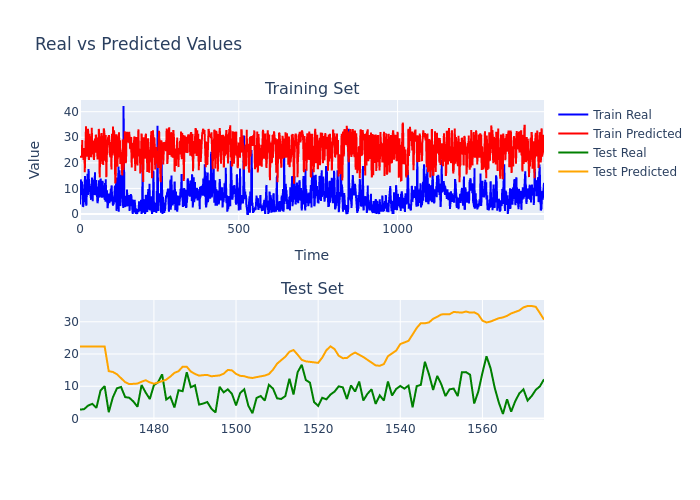 Real vs Predicted Values
Training Set
Value
40
30
20
10
0
0
500
1000
Time
Train Real
Train Predicted
Test Real
Test Predicted
Test Set
30
20
10
0
1480
1500
1520
1540
1560